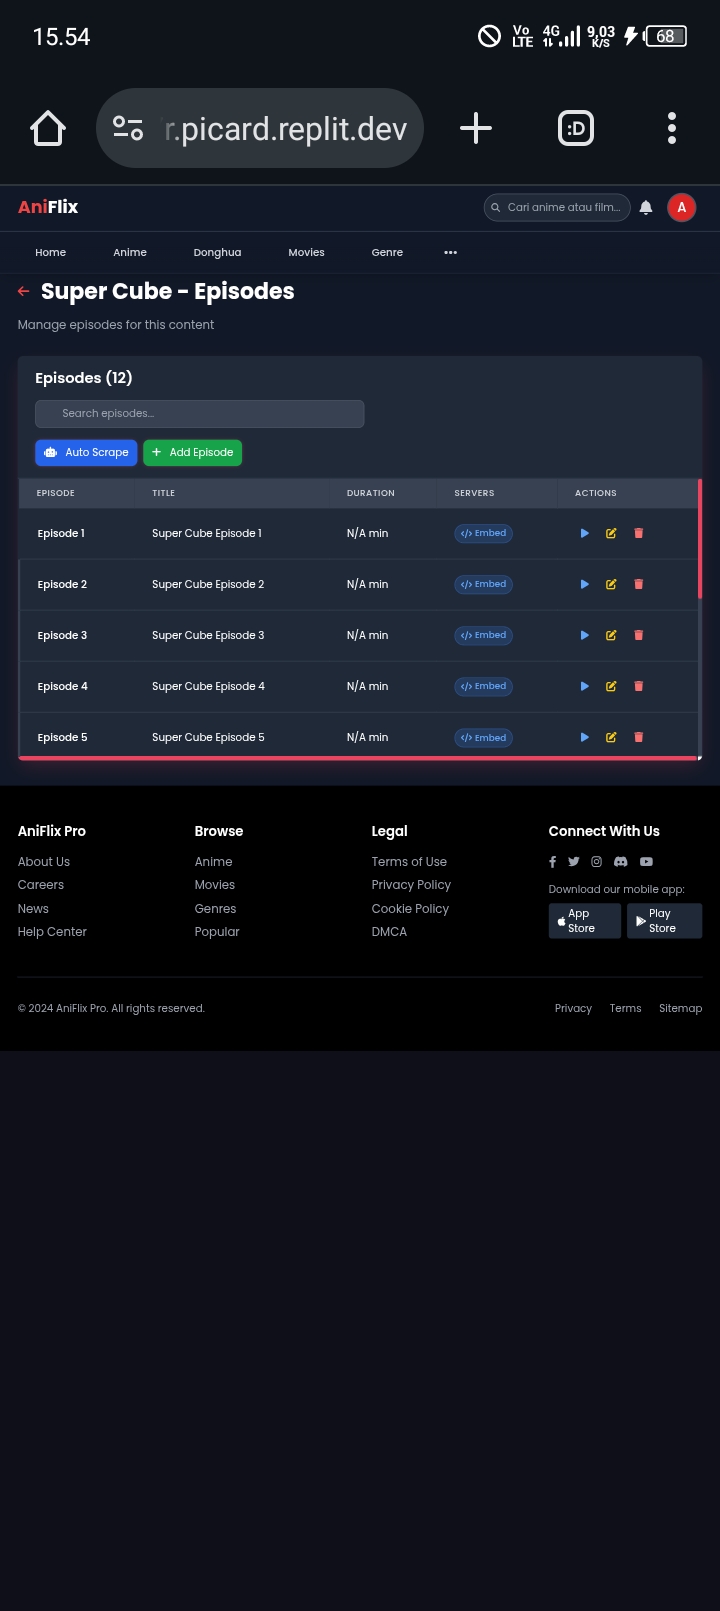 15.54
Vo LTE 4G 9,03 K/S 68
r.picard.replit.dev
:D
AniFlix
Cari anime atau film...
A
Home Anime Donghua Movies Genre •••
Super Cube - Episodes
Manage episodes for this content
Episodes (12)
Search episodes...
Auto Scrape Add Episode
EPISODE TITLE DURATION SERVERS ACTIONS
Episode 1 Super Cube Episode 1 N/A min </> Embed
Episode 2 Super Cube Episode 2 N/A min </> Embed
Episode 3 Super Cube Episode 3 N/A min </> Embed
Episode 4 Super Cube Episode 4 N/A min </> Embed
Episode 5 Super Cube Episode 5 N/A min </> Embed
AniFlix Pro Browse Legal Connect With Us
About Us Anime Terms of Use
Careers Movies Privacy Policy Download our mobile app:
News Genres Cookie Policy App Store Play Store
Help Center Popular DMCA
© 2024 AniFlix Pro. All rights reserved. Privacy Terms Sitemap